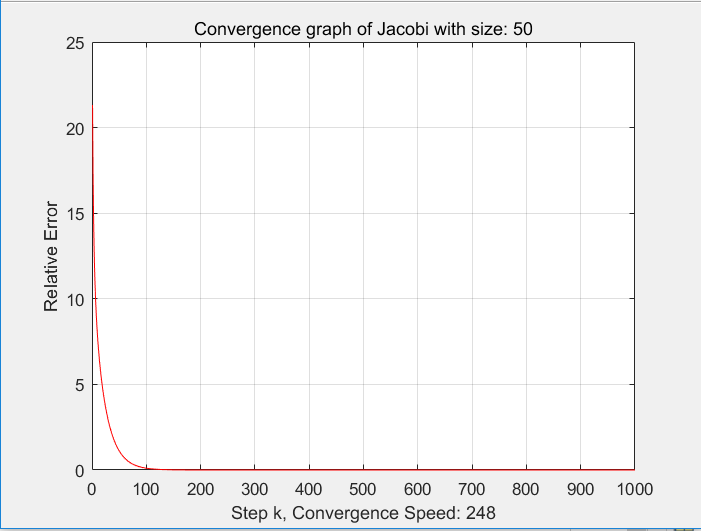 Convergence graph of Jacobi with size: 50
25
20
15
10
5
0
Relative Error
0 100 200 300 400 500 600 700 800 900 1000
Step k, Convergence Speed: 248